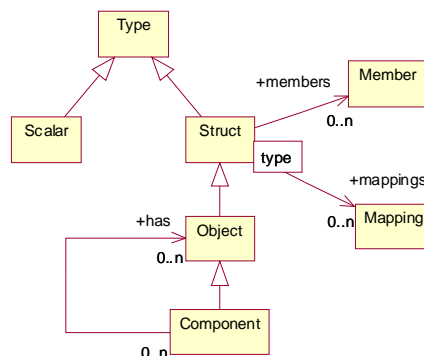 Type
+members
Member
0..n
Scalar
Struct
type
+mappings
0..n
Mapping
+has
Object
0..n
Component
0..n